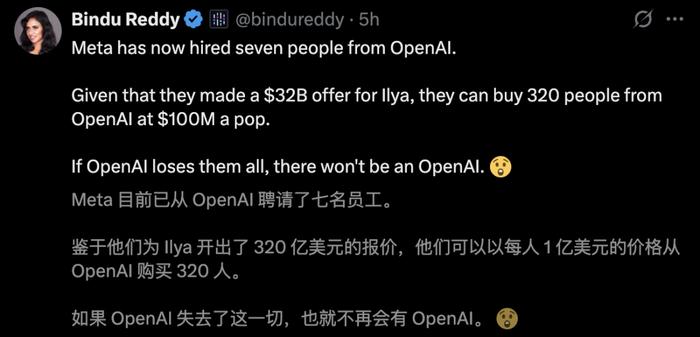 Bindu Reddy @bindureddy · 5h
Meta has now hired seven people from OpenAI.
Given that they made a $32B offer for Ilya, they can buy 320 people from
OpenAI at $100M a pop.
If OpenAI loses them all, there won't be an OpenAI. 😲
Meta 目前已从 OpenAI 聘请了七名员工。
鉴于他们为 Ilya 开出了 320 亿美元的报价，他们可以以每人 1 亿美元的价格从
OpenAI 购买 320 人。
如果 OpenAI 失去了这一切，也就不再会有 OpenAI。 😲